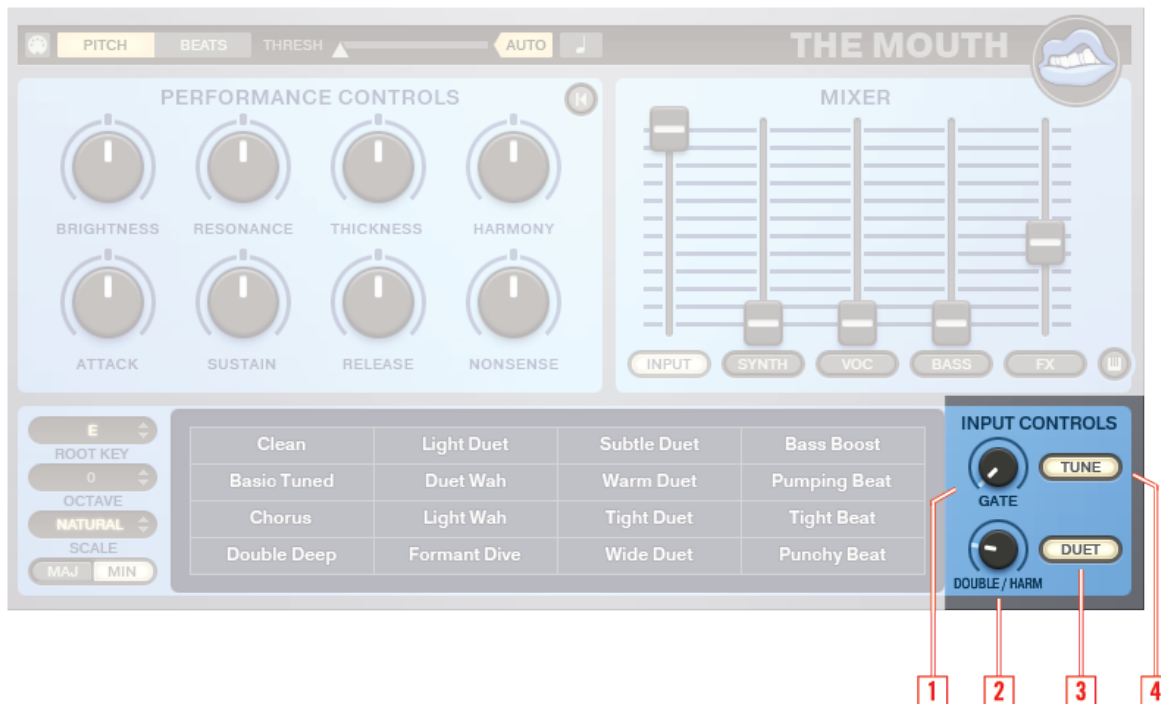 PITCH BEATS THRESH AUTO THE MOUTH
PERFORMANCE CONTROLS
BRIGHTNESS RESONANCE THICKNESS HARMONY
ATTACK SUSTAIN RELEASE NONSENSE
MIXER
INPUT SYNTH VOC BASS FX
E
ROOT KEY
0
OCTAVE
NATURAL
SCALE
MAJ MIN
Clean Light Duet Subtle Duet Bass Boost
Basic Tuned Duet Wah Warm Duet Pumping Beat
Chorus Light Wah Tight Duet Tight Beat
Double Deep Formant Dive Wide Duet Punchy Beat
INPUT CONTROLS
TUNE
GATE
DUET
DOUBLE / HARM
1 2 3 4